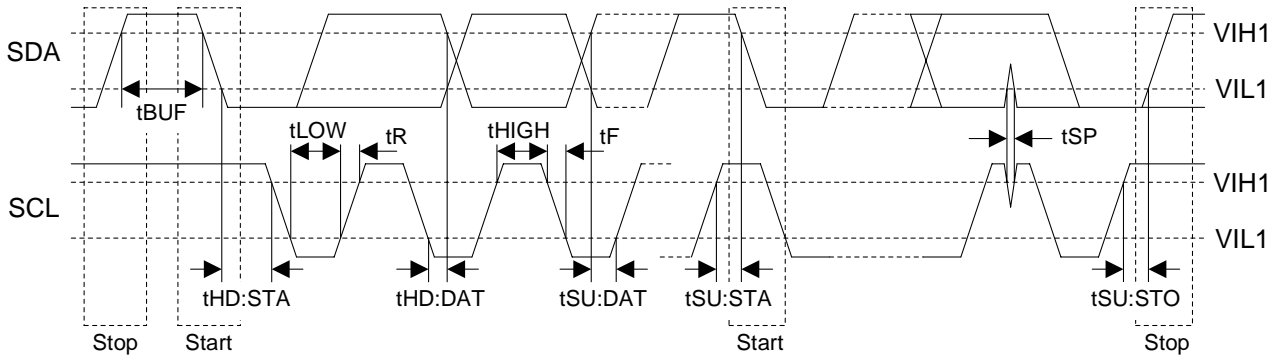 SDA
VIH1
VIL1
tBUF
tLOW
tR
tHIGH
tF
tSP
SCL
VIH1
VIL1
tHD:STA
tHD:DAT
tSU:DAT
tSU:STA
tSU:STO
Stop
Start
Start
Stop